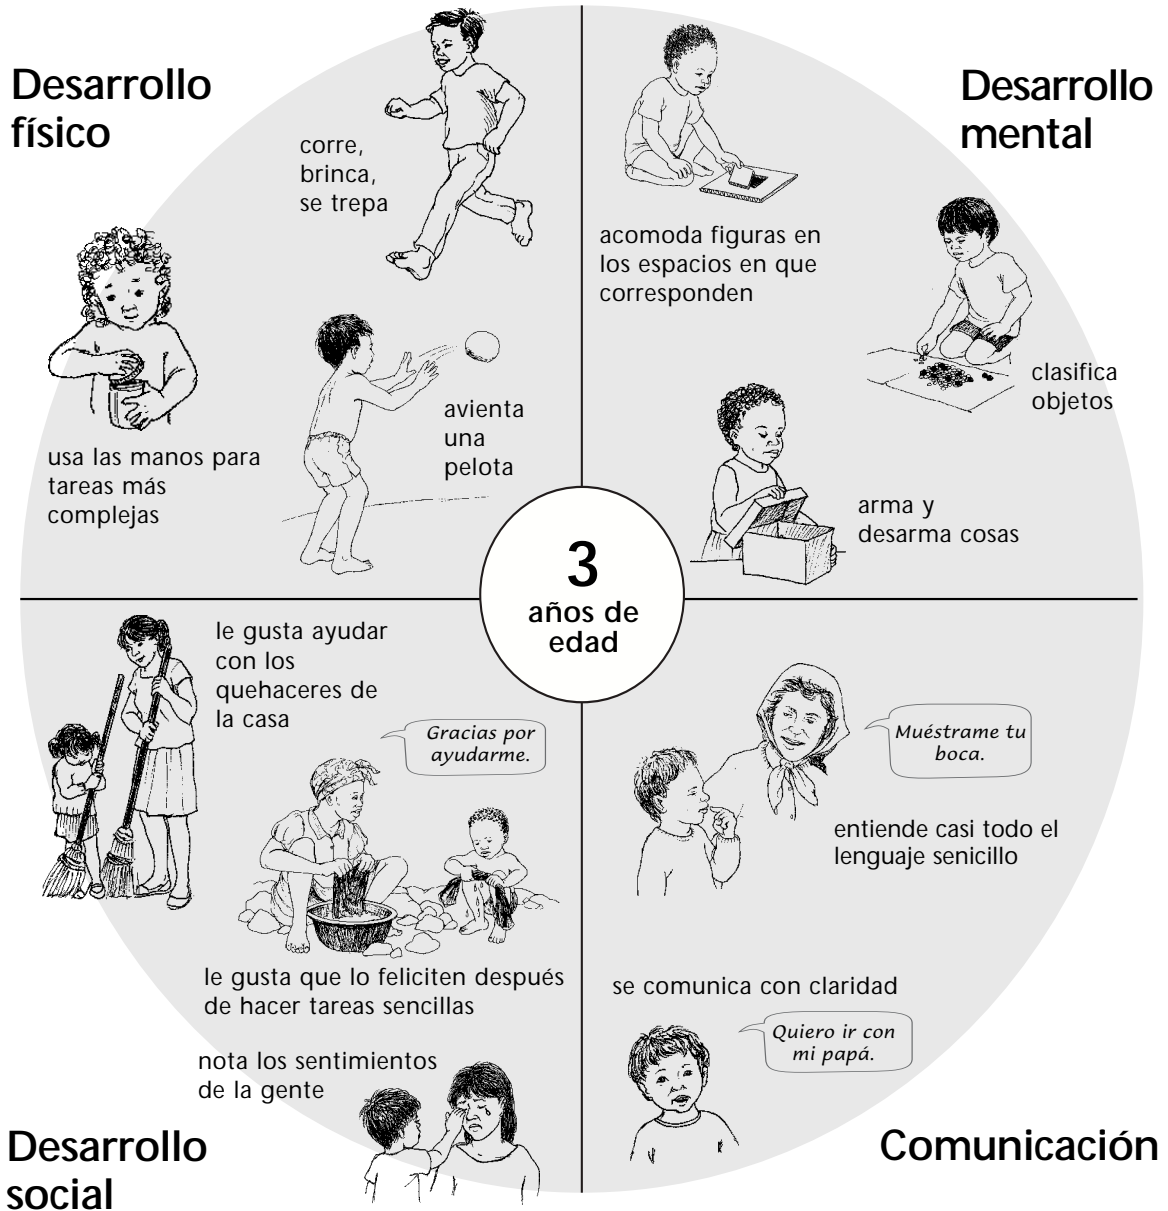 Desarrollo
físico
corre,
brinca,
se trepa
usa las manos para
tareas más
complejas
avienta
una
pelota
Desarrollo
mental
acomoda figuras en
los espacios en que
corresponden
clasifica
objetos
arma y
desarma cosas
3
años de
edad
le gusta ayudar
con los
quehaceres de
la casa
Gracias por
ayudarme.
le gusta que lo feliciten después
de hacer tareas sencillas
nota los sentimientos
de la gente
Desarrollo
social
Muéstrame tu
boca.
entiende casi todo el
lenguaje senicillo
se comunica con claridad
Quiero ir con
mi papá.
Comunicación